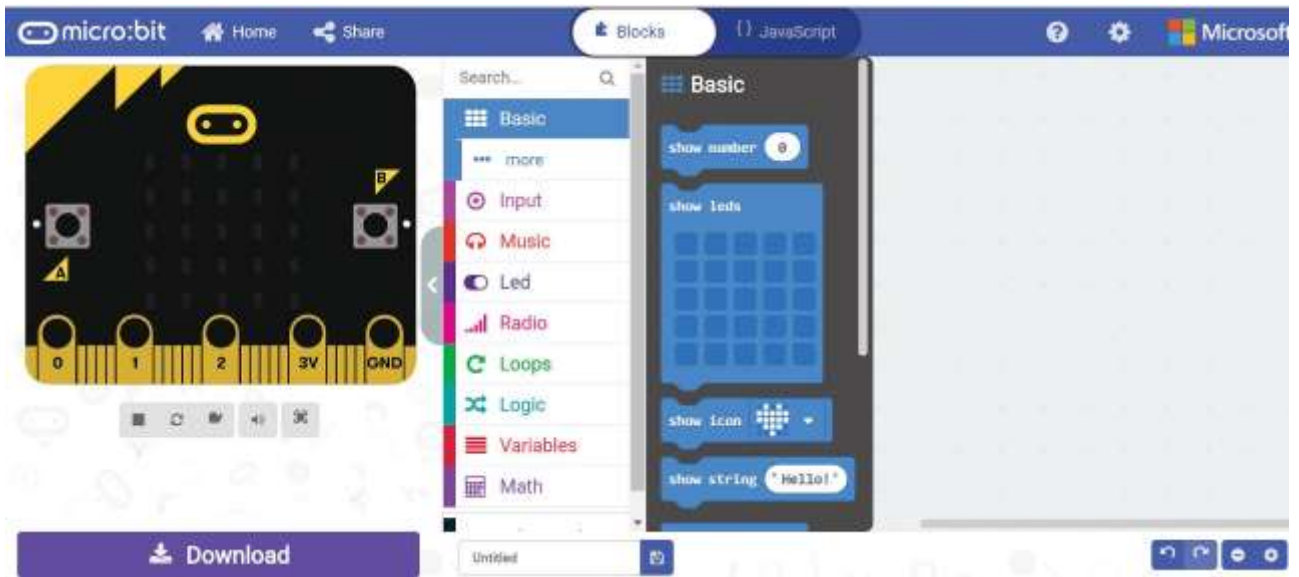 micro:bit Home Share Blocks {} JavaScript Microsoft
Search...
Basic
more
Input
Music
Led
Radio
Loops
Logic
Variables
Math
Basic
show number 0
show leds
show icon
show string "Hello!"
B
A
0 1 2 3V GND
Download
Untitled